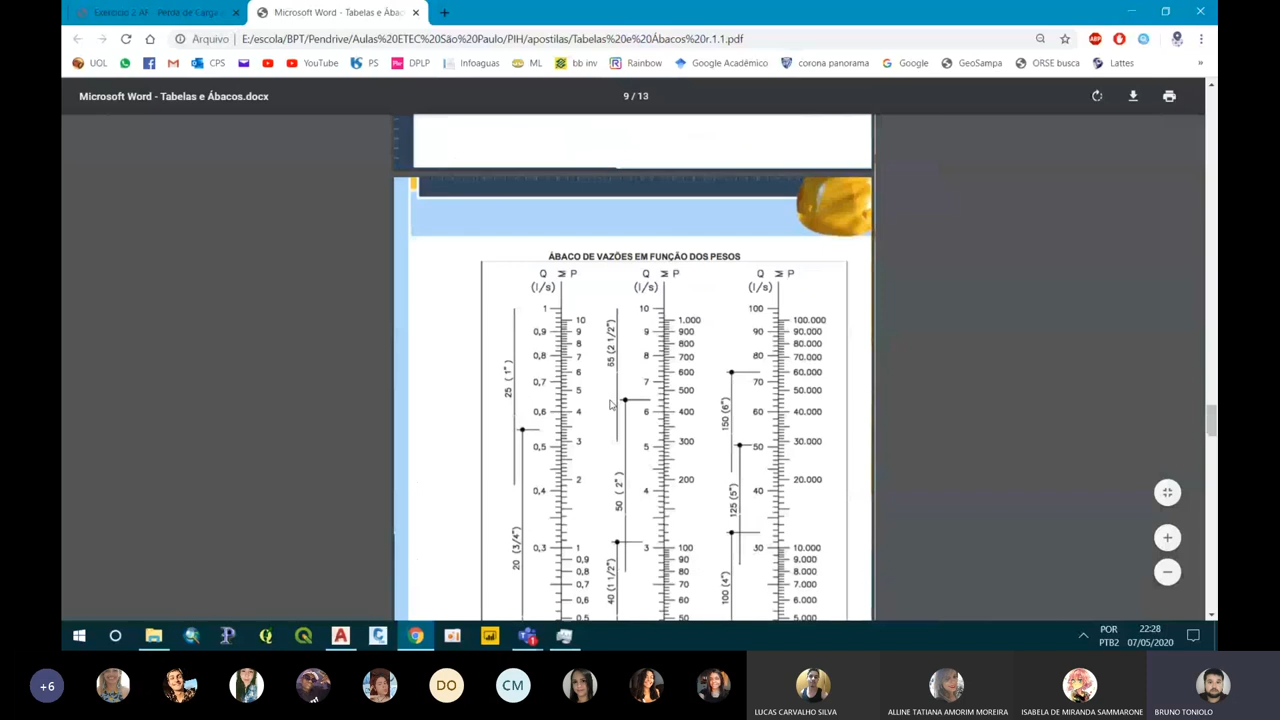 Exercício 2 AF - Perda de Carga
Microsoft Word - Tabelas e Ábac
Arquivo E:/escola/BPT/Pendrive/Aulas%20ETEC%20São%20Paulo/PIH/apostilas/Tabelas%20e%20Ábacos%20r.1.1.pdf
ABP
UOL CPS YouTube PS DPLP Infoaguas ML bb inv Rainbow Google Acadêmico corona panorama Google GeoSampa ORSE busca Lattes
Microsoft Word - Tabelas e Ábacos.docx
9 / 13
ÁBACO DE VAZÕES EM FUNÇÃO DOS PESOS
Q Σ P Q Σ P Q Σ P
(l/s) (l/s) (l/s)
1 10 100
10 1.000 100.000
0,9 9 9 900 90 90.000
8 800 80.000
0,8 8 80
7 700 70.000
6 600 60.000
0,7 7 70
5 500 50.000
0,6 4 6 400 60 40.000
3 300 30.000
0,5 5 50
2 200 20.000
0,4 4 40
0,3 1 3 100 30 10.000
0,9 90 9.000
0,8 80 8.000
0,7 70 7.000
0,6 60 6.000
0,5 50 5.000
25 (1")
20 (3/4")
65 (2 1/2")
50 (2")
40 (1 1/2")
150 (6")
125 (5")
100 (4")
POR
PTB2
22:28
07/05/2020
+6
DO
CM
LUCAS CARVALHO SILVA
ALLINE TATIANA AMORIM MOREIRA
ISABELA DE MIRANDA SAMMARONE
BRUNO TONIOLO